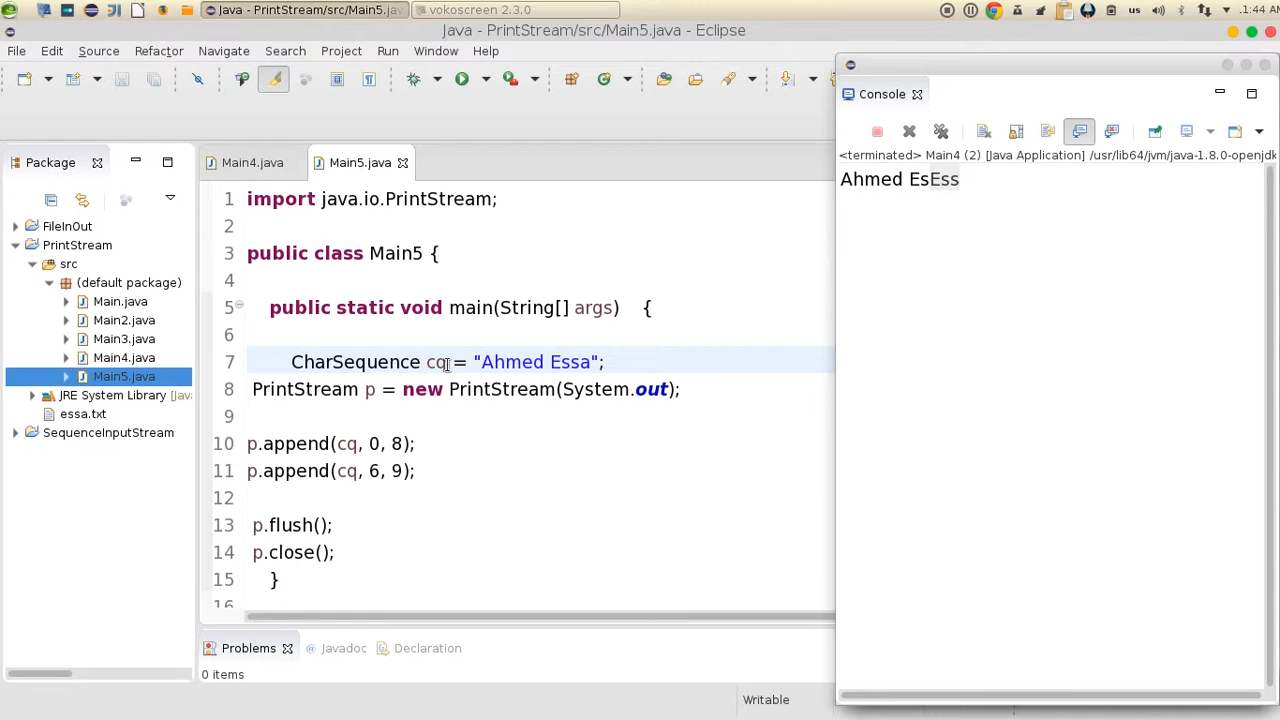 Java - PrintStream/src/Main5.java - vokoscreen 2.3.0 us 1:44 AM
Java - PrintStream/src/Main5.java - Eclipse
File Edit Source Refactor Navigate Search Project Run Window Help
Package
Main4.java Main5.java
FileInOut
PrintStream
src
(default package)
Main.java
Main2.java
Main3.java
Main4.java
Main5.java
JRE System Library [Java
essa.txt
SequenceInputStream
1 import java.io.PrintStream;
2
3 public class Main5 {
4
5 public static void main(String[] args) {
6
7 CharSequence cq = "Ahmed Essa";
8 PrintStream p = new PrintStream(System.out);
9
10 p.append(cq, 0, 8);
11 p.append(cq, 6, 9);
12
13 p.flush();
14 p.close();
15 }
16
Problems Javadoc Declaration
0 items
Writable
Console
<terminated> Main4 (2) [Java Application] /usr/lib64/jvm/java-1.8.0-openjdk
Ahmed EsEss